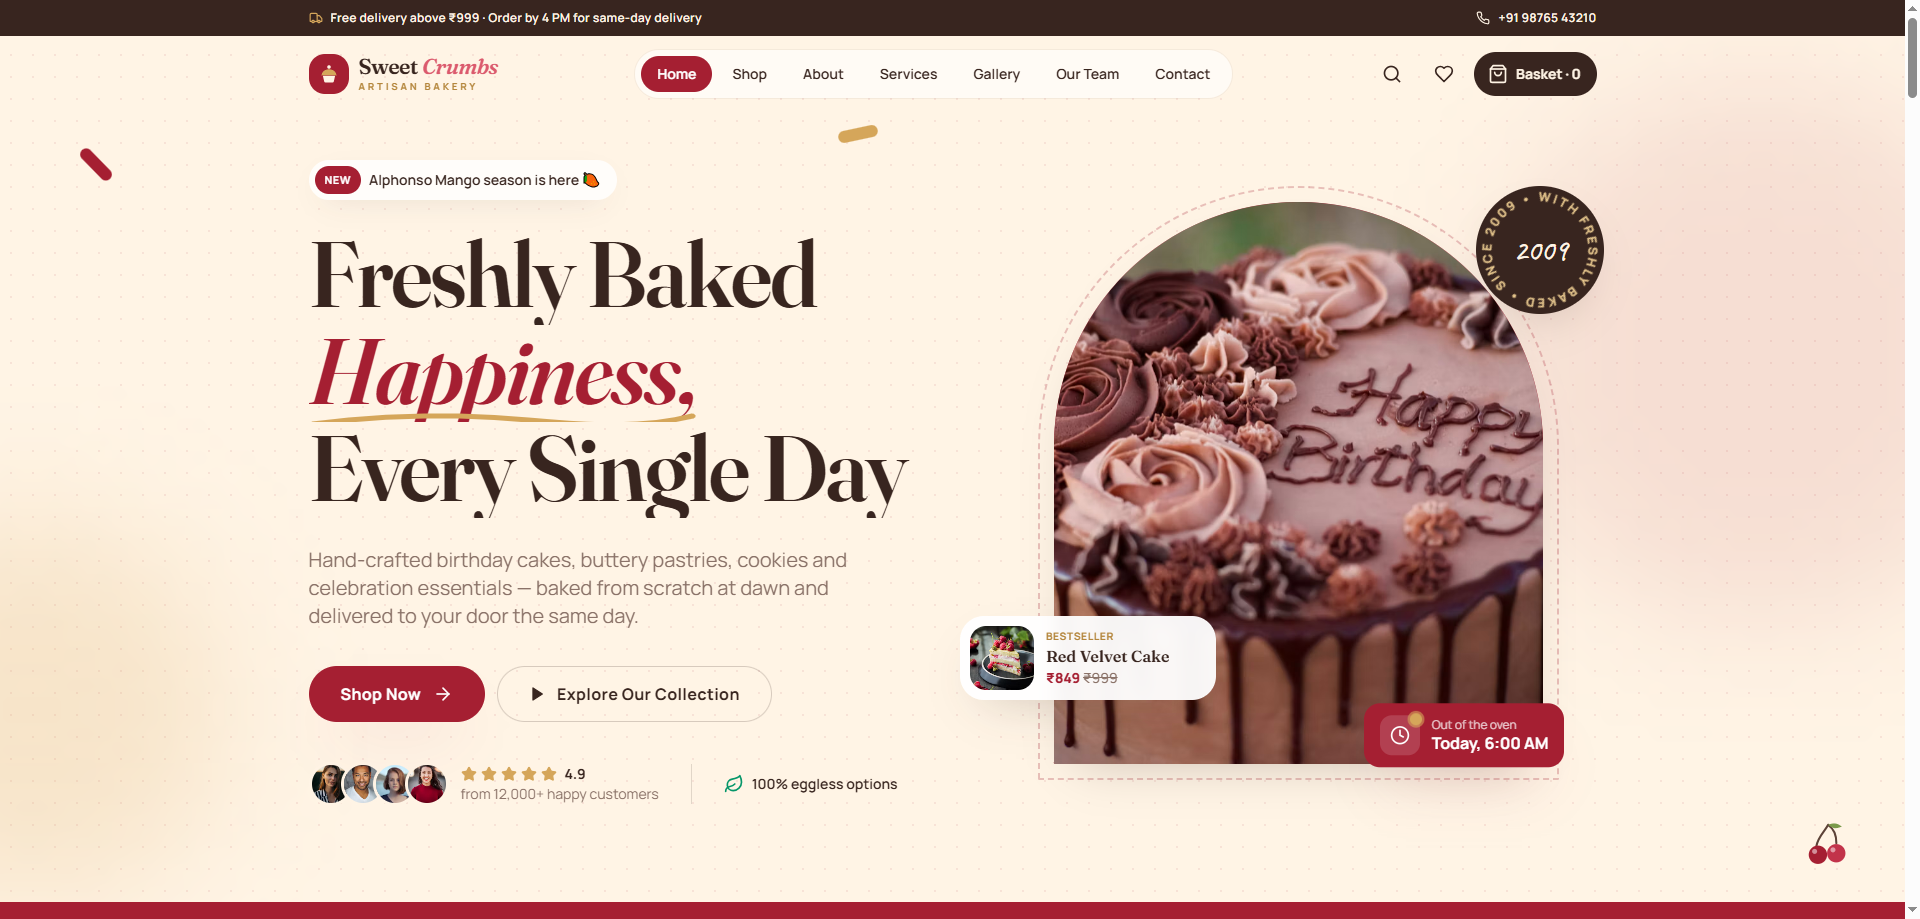 Free delivery above ₹999 · Order by 4 PM for same-day delivery
+91 98765 43210
Sweet Crumbs
ARTISAN BAKERY
Home
Shop
About
Services
Gallery
Our Team
Contact
Basket · 0
NEW
Alphonso Mango season is here 🥭
Freshly Baked
Happiness,
Every Single Day
Hand-crafted birthday cakes, buttery pastries, cookies and
celebration essentials — baked from scratch at dawn and
delivered to your door the same day.
Shop Now
Explore Our Collection
4.9
from 12,000+ happy customers
100% eggless options
SINCE 2009 • WITH FRESHLY BAKED •
2009
Happy
Birthday
BESTSELLER
Red Velvet Cake
₹849 ₹999
Out of the oven
Today, 6:00 AM